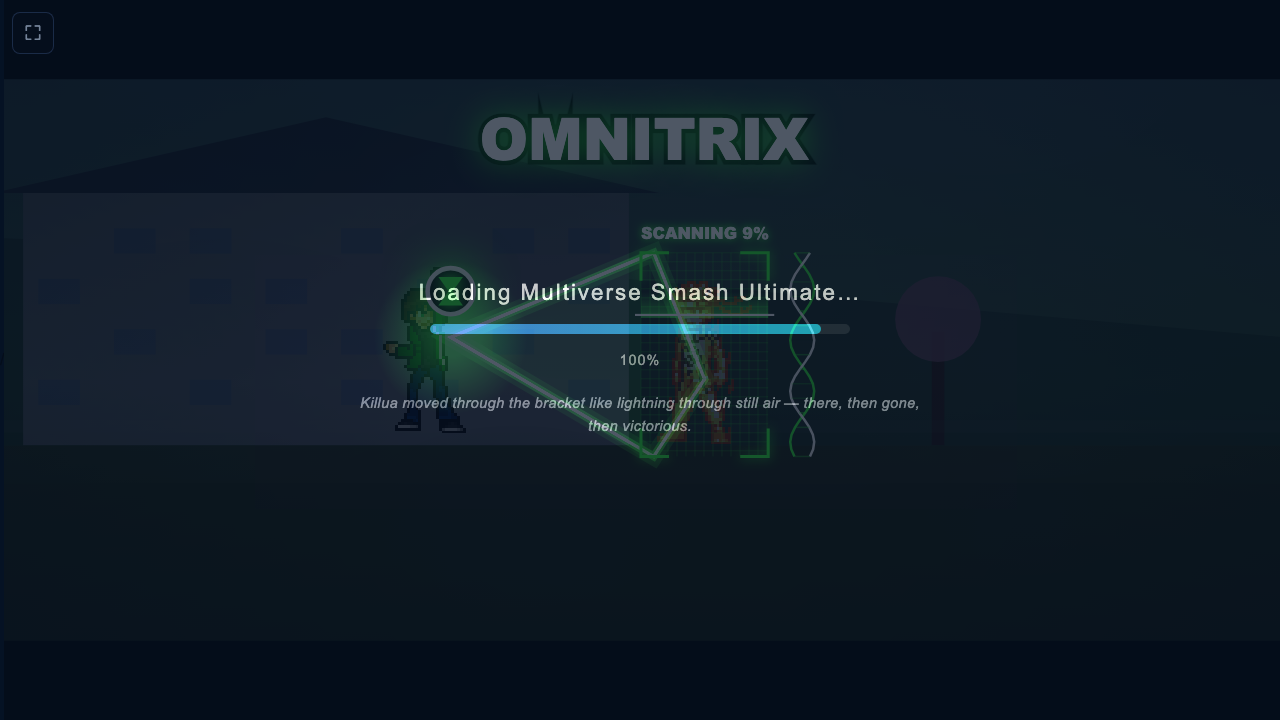 OMNITRIX
SCANNING 9%
Loading Multiverse Smash Ultimate...
100%
Killua moved through the bracket like lightning through still air — there, then gone,
then victorious.